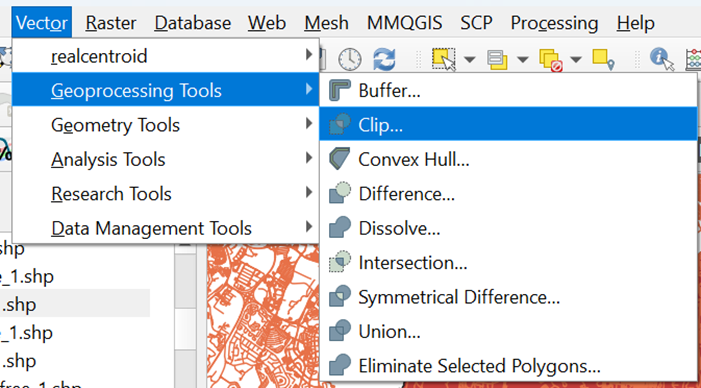 Vector Raster Database Web Mesh MMQGIS SCP Processing Help
realcentroid
Geoprocessing Tools
Geometry Tools
Analysis Tools
Research Tools
Data Management Tools
Buffer...
Clip...
Convex Hull...
Difference...
Dissolve...
Intersection...
Symmetrical Difference...
Union...
Eliminate Selected Polygons...
.shp
e_1.shp
.shp
e_1.shp
.shp